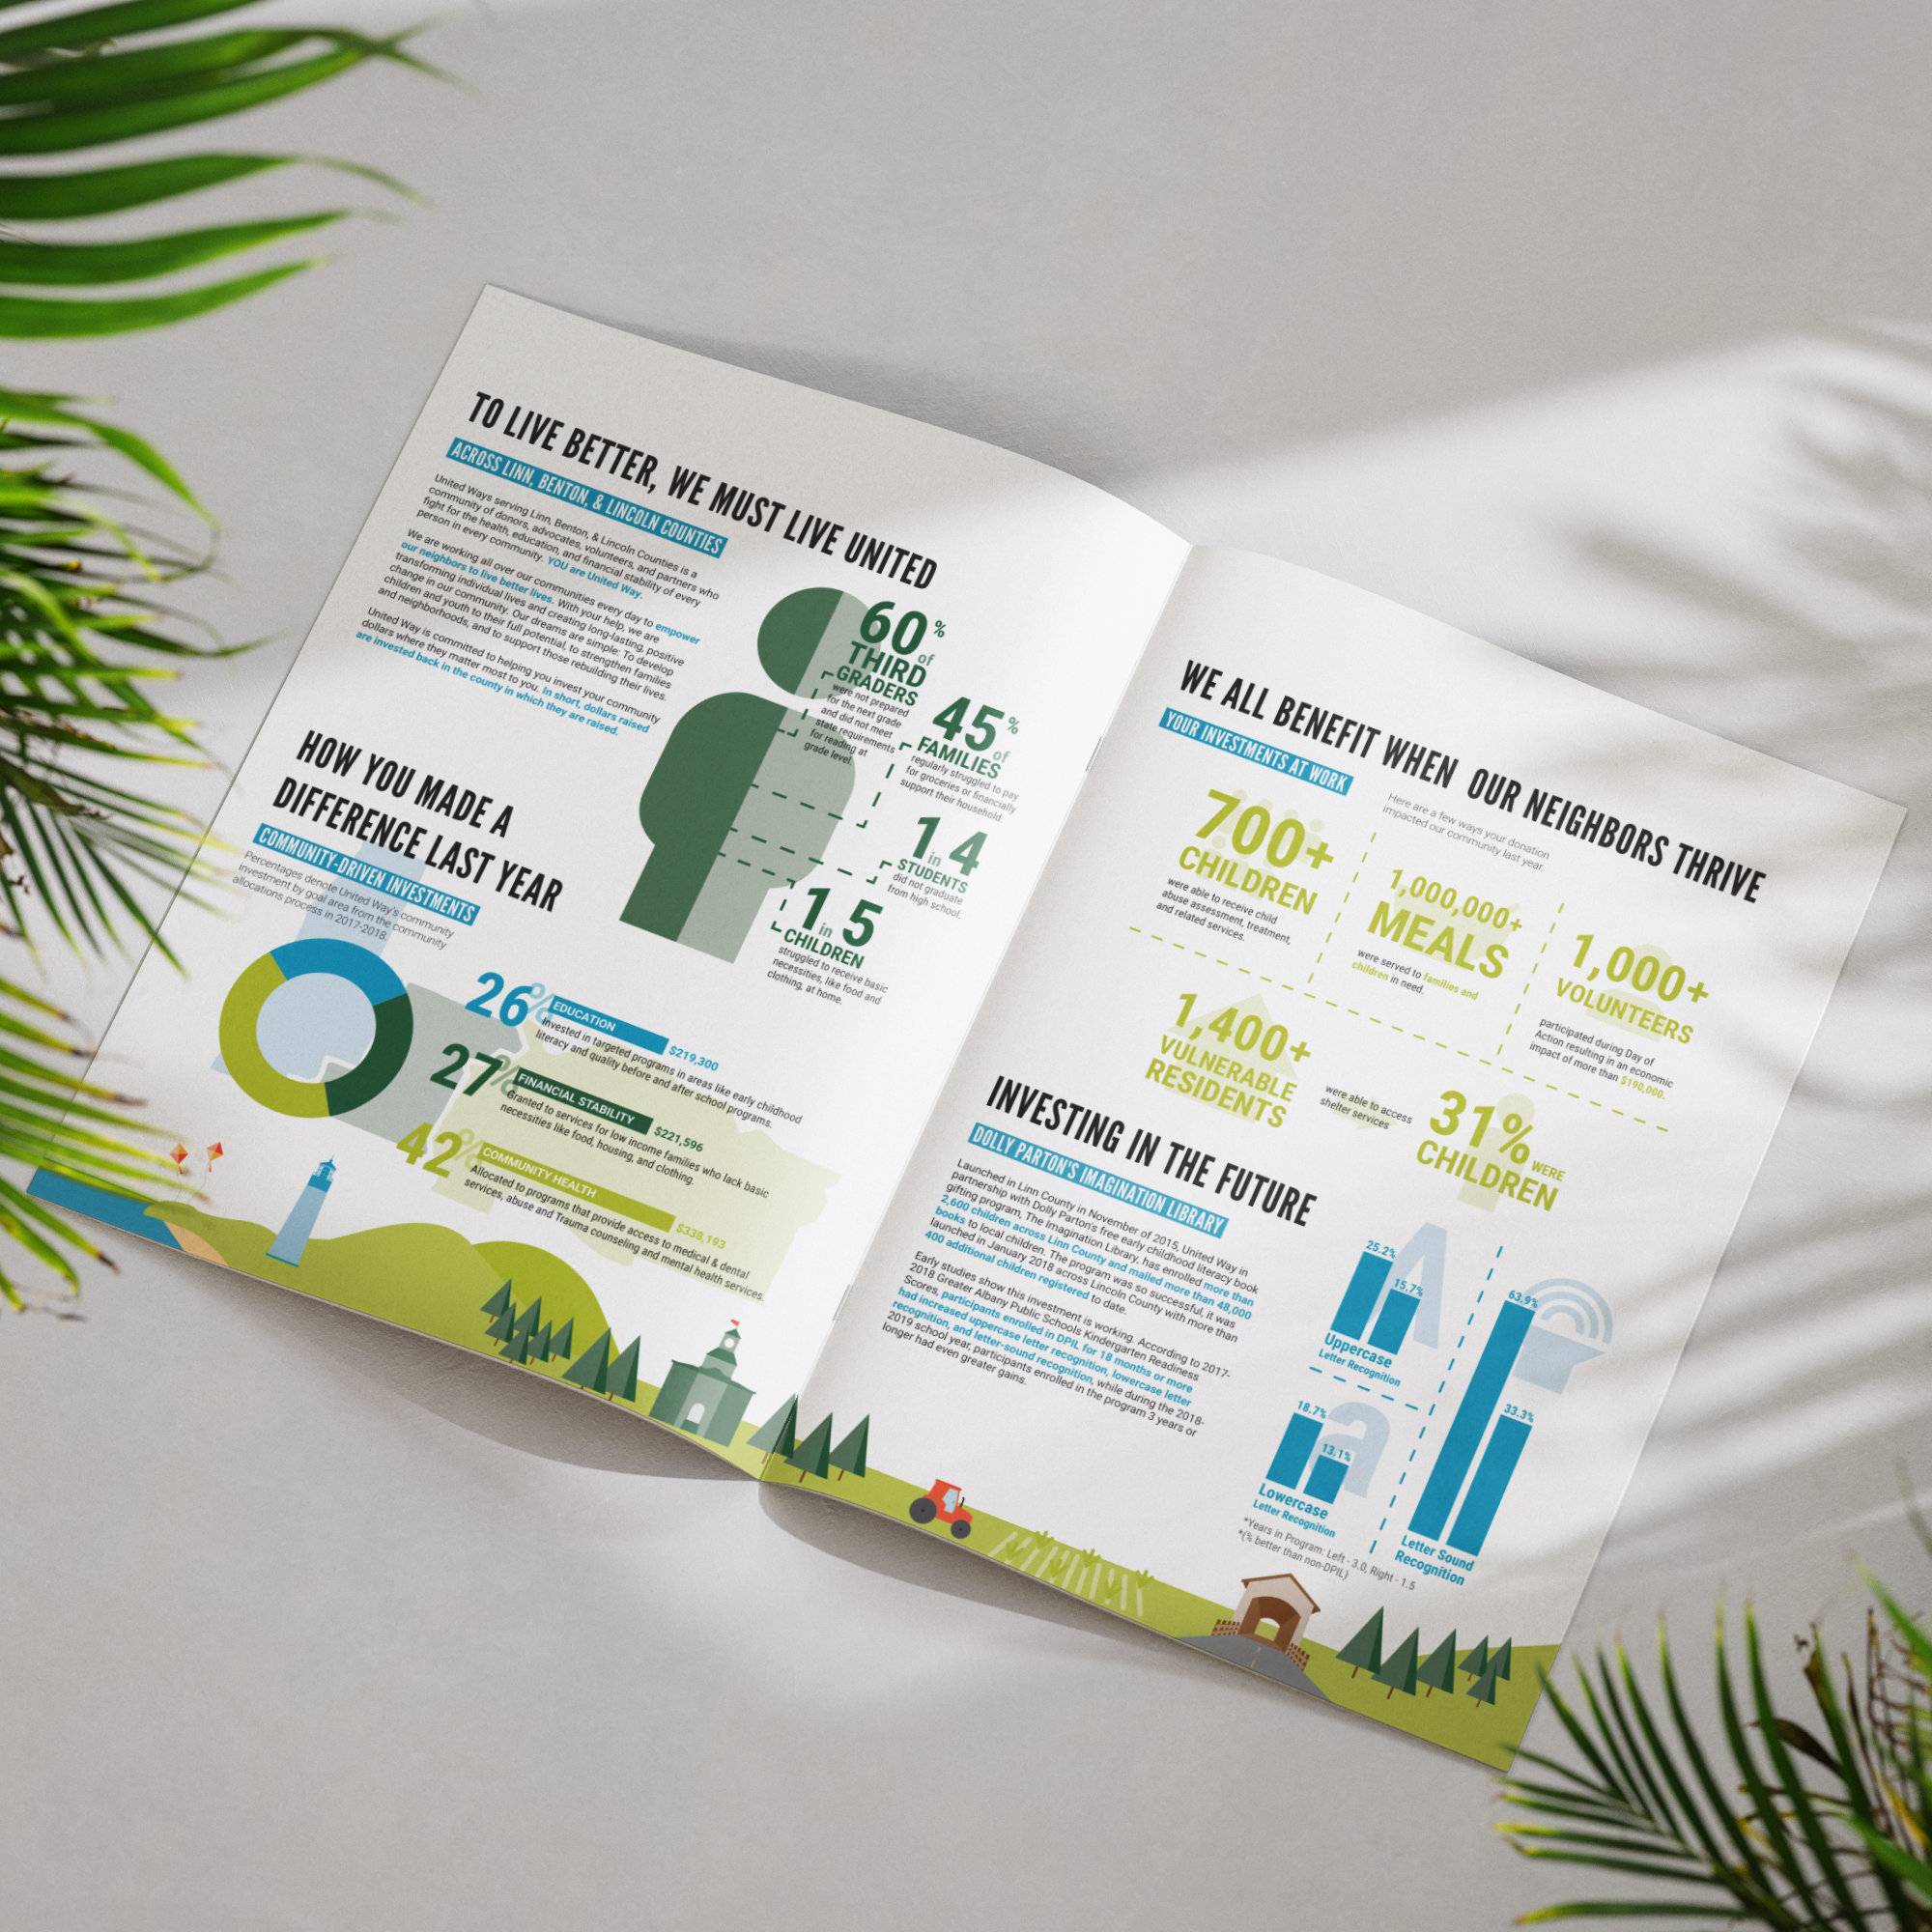 TO LIVE BETTER, WE MUST LIVE UNITED
ACROSS LINN, BENTON, & LINCOLN COUNTIES
United Ways serving Linn, Benton, & Lincoln Counties is a
community of donors, advocates, volunteers, and partners who
fight for the health, education, and financial stability of every
person in every community. YOU are United Way.
We are working all over our communities every day to empower
our neighbors to live better lives. With your help, we are
transforming individual lives and creating long-lasting, positive
change in our community. Our dreams are simple: To develop
children and youth to their full potential, to strengthen families
and neighborhoods, and to support those rebuilding their lives.
United Way is committed to helping you invest your community
dollars where they matter most to you. In short, dollars raised
are invested back in the county in which they are raised.
60% of
THIRD
GRADERS
were not prepared
for the next grade
and did not meet
state requirements
for reading at
grade level.
45% of
FAMILIES
regularly struggled to pay
for groceries or financially
support their household.
1 in 4
STUDENTS
did not graduate
from high school.
1 in 5
CHILDREN
struggled to receive basic
necessities, like food and
clothing, at home.
HOW YOU MADE A
DIFFERENCE LAST YEAR
COMMUNITY-DRIVEN INVESTMENTS
Percentages denote United Way's community
investment by goal area from the community
allocations process in 2017-2018.
26%
EDUCATION
$219,300
Invested in targeted programs in areas like early childhood
literacy and quality before and after school programs.
27%
FINANCIAL STABILITY
$221,596
Granted to services for low income families who lack basic
necessities like food, housing, and clothing.
42%
COMMUNITY HEALTH
$338,193
Allocated to programs that provide access to medical & dental
services, abuse and Trauma counseling and mental health services.
WE ALL BENEFIT WHEN OUR NEIGHBORS THRIVE
YOUR INVESTMENTS AT WORK
Here are a few ways your donation
impacted our community last year
700+
CHILDREN
were able to receive child
abuse assessment, treatment,
and related services.
1,000,000+
MEALS
were served to families and
children in need.
1,000+
VOLUNTEERS
participated during Day of
Action resulting in an economic
impact of more than $190,000.
1,400+
VULNERABLE
RESIDENTS
were able to access
shelter services
31% WERE
CHILDREN
INVESTING IN THE FUTURE
DOLLY PARTON'S IMAGINATION LIBRARY
Launched in Linn County in November of 2015, United Way in
partnership with Dolly Parton's free early childhood literacy book
gifting program, The Imagination Library, has enrolled more than
2,600 children across Linn County and mailed more than 48,000
books to local children. The program was so successful, it was
launched in January 2018 across Lincoln County with more than
400 additional children registered to date.
Early studies show this investment is working. According to 2017-
2018 Greater Albany Public Schools Kindergarten Readiness
Scores, participants enrolled in DPIL for 18 months or more
had increased uppercase letter recognition, lowercase letter
recognition, and letter-sound recognition, while during the 2018-
2019 school year, participants enrolled in the program 3 years or
longer had even greater gains.
A
25.2%
15.7%
Uppercase
Letter Recognition
a
18.7%
13.1%
Lowercase
Letter Recognition
63.9%
33.3%
Letter Sound
Recognition
*Years in Program: Left - 3.0, Right - 1.5
*(% better than non-DPIL)